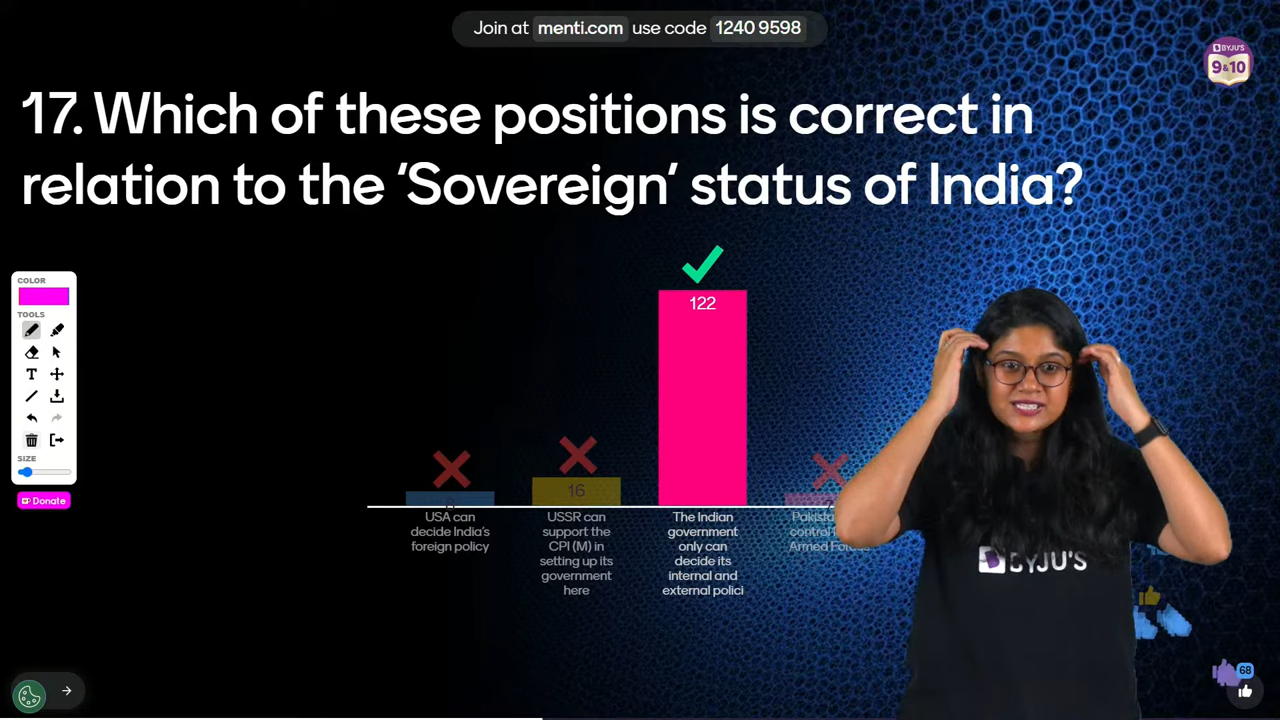 Join at menti.com use code 1240 9598
BYJU'S
9&10
17. Which of these positions is correct in
relation to the ‘Sovereign’ status of India?
COLOR
TOOLS
T
SIZE
Donate
122
16
USA can
decide India's
foreign policy
USSR can
support the
CPI (M) in
setting up its
government
here
The Indian
government
only can
decide its
internal and
external polici
control
Armed
BYJU'S
68